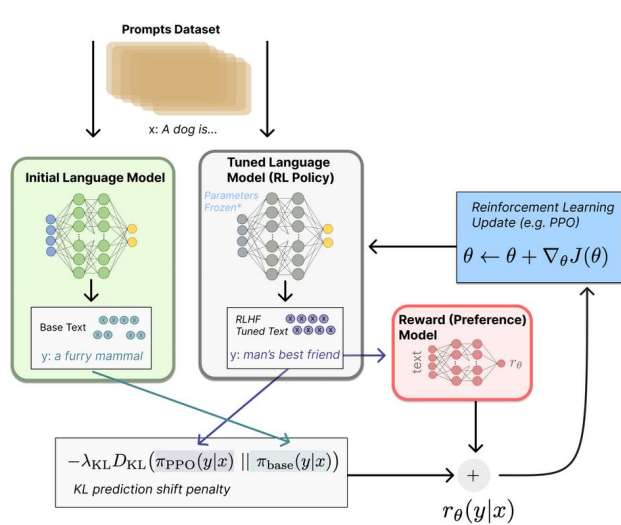 Prompts Dataset
x: A dog is...
Initial Language Model
Tuned Language
Model (RL Policy)
Parameters
Frozen*
Reinforcement Learning
Update (e.g. PPO)
θ ← θ + ∇θJ(θ)
Base Text
x x x x
x x x x
y: a furry mammal
RLHF
Tuned Text
x x x x
x x x x
y: man's best friend
Reward (Preference)
Model
text
rθ
−λKL DKL(πPPO(y|x) || πbase(y|x))
KL prediction shift penalty
+
rθ(y|x)